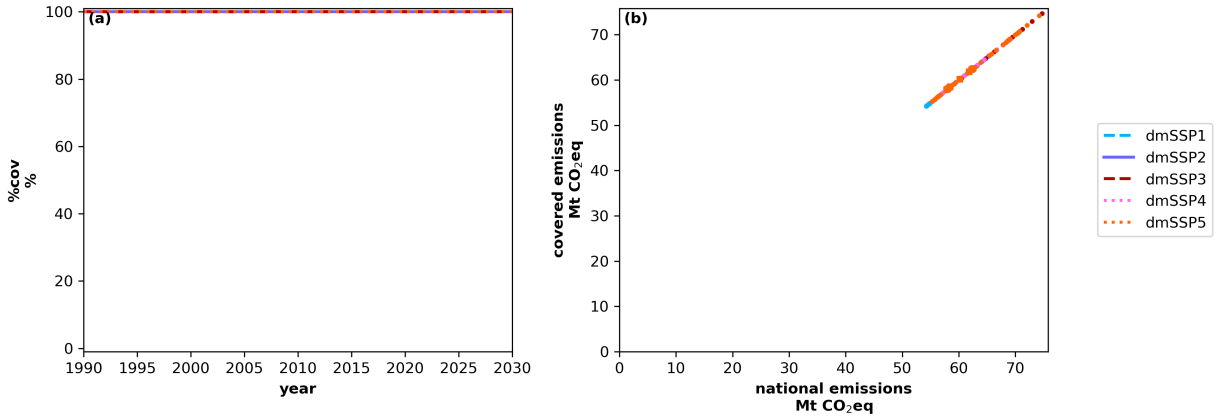 (a)
100
80
60
40
20
0
%cov
%
1990 1995 2000 2005 2010 2015 2020 2025 2030
year
(b)
70
60
50
40
30
20
10
0
covered emissions
Mt CO₂eq
0 10 20 30 40 50 60 70
national emissions
Mt CO₂eq
dmSSP1
dmSSP2
dmSSP3
dmSSP4
dmSSP5